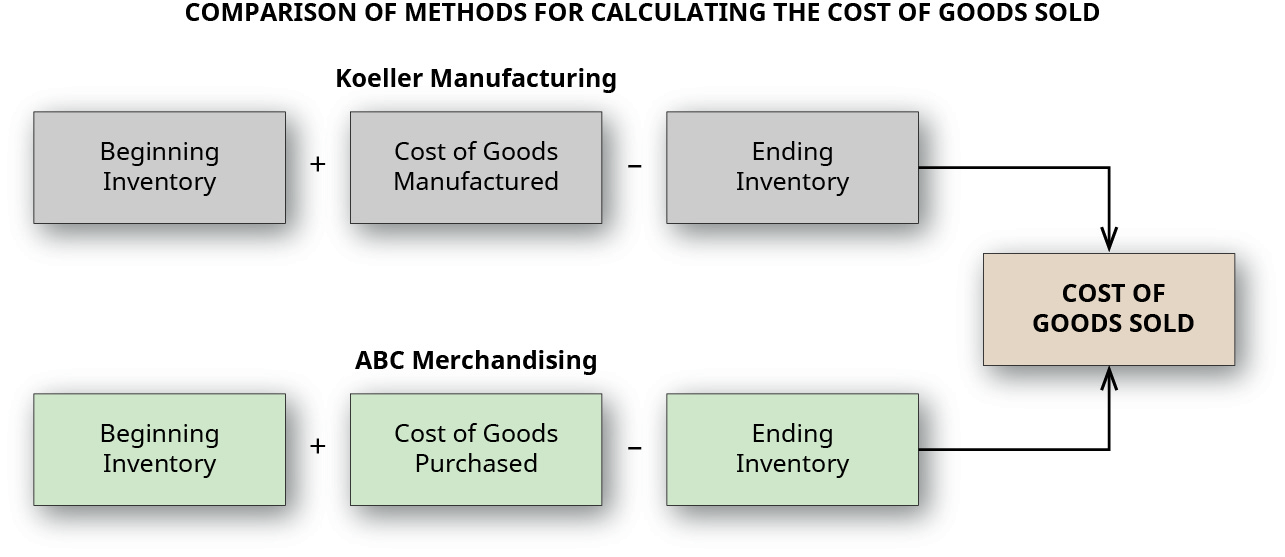 COMPARISON OF METHODS FOR CALCULATING THE COST OF GOODS SOLD
Koeller Manufacturing
Beginning
Inventory
+
Cost of Goods
Manufactured
–
Ending
Inventory
COST OF
GOODS SOLD
ABC Merchandising
Beginning
Inventory
+
Cost of Goods
Purchased
–
Ending
Inventory